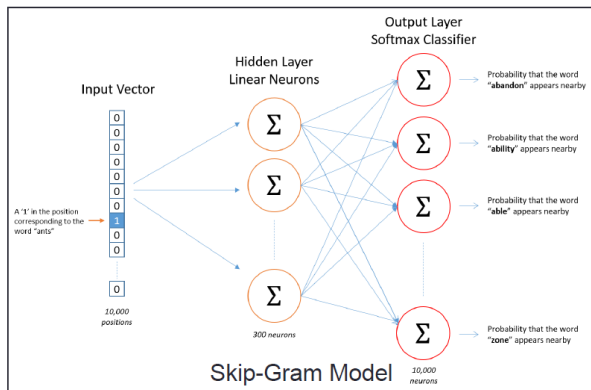 Output Layer
Softmax Classifier
Hidden Layer
Linear Neurons
Input Vector
0
0
0
0
0
0
0
1
0
0
0
A ‘1’ in the position
corresponding to the
word “ants”
10,000
positions
Σ
Σ
Σ
300 neurons
Σ
Σ
Σ
Σ
10,000
neurons
Probability that the word
“abandon” appears nearby
Probability that the word
“ability” appears nearby
Probability that the word
“able” appears nearby
Probability that the word
“zone” appears nearby
Skip-Gram Model